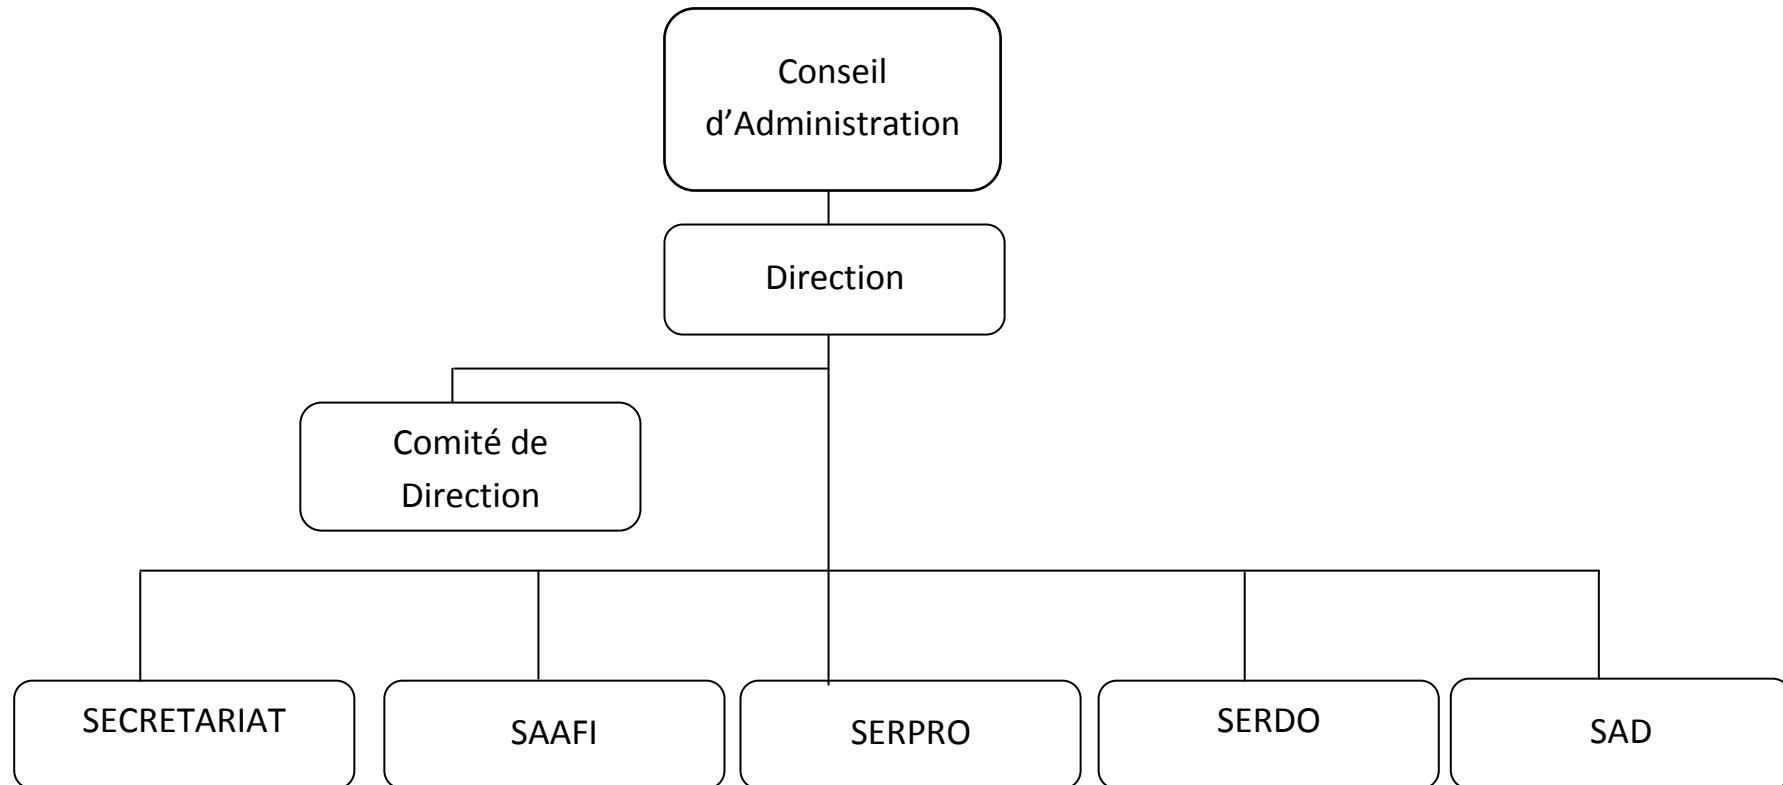 Conseil
d’Administration
Direction
Comité de
Direction
SECRETARIAT
SAAFI
SERPRO
SERDO
SAD